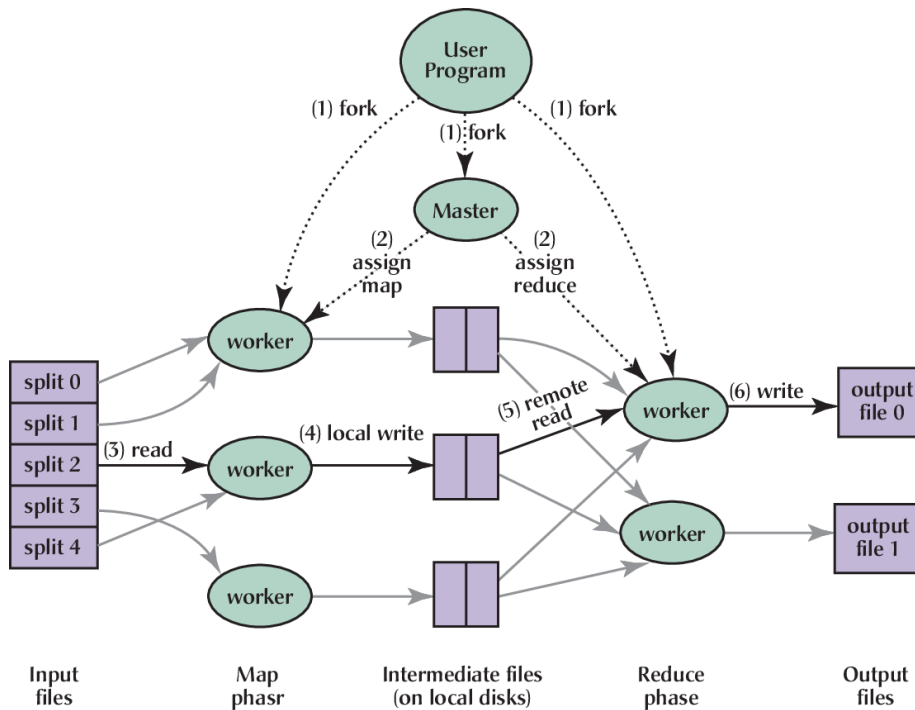 User
Program
(1) fork
(1) fork
(1) fork
Master
(2)
assign
map
(2)
assign
reduce
worker
split 0
split 1
split 2
split 3
split 4
(3) read
worker
(4) local write
(5) remote
read
worker
(6) write
output
file 0
worker
output
file 1
worker
Input
files
Map
phasr
Intermediate files
(on local disks)
Reduce
phase
Output
files